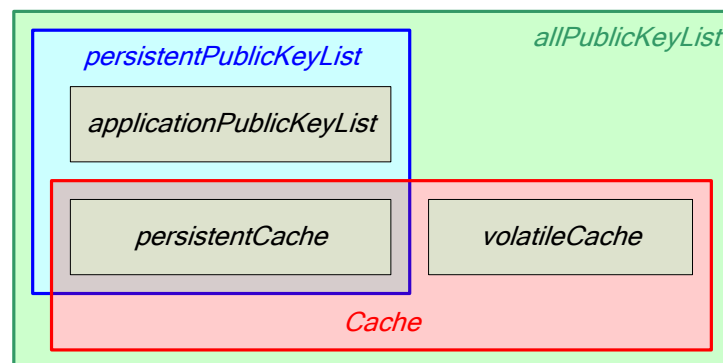 allPublicKeyList
persistentPublicKeyList
applicationPublicKeyList
persistentCache
volatileCache
Cache